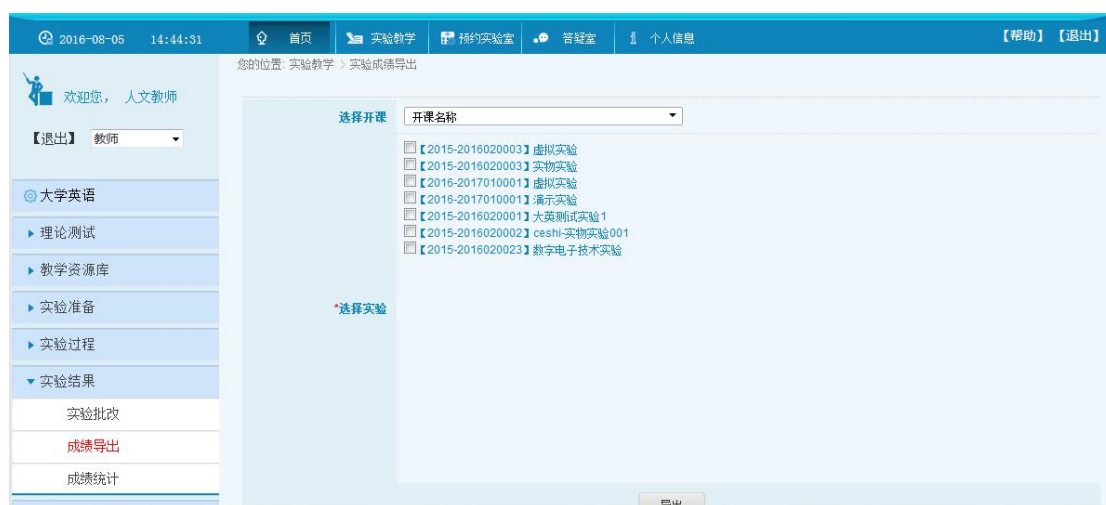 2016-08-05 14:44:31 首页 实验教学 预约实验室 答疑室 个人信息 【帮助】 【退出】
您的位置: 实验教学 > 实验成绩导出
欢迎您， 人文教师
【退出】 教师
选择开课 开课名称
【2015-2016020003】虚拟实验
【2015-2016020003】实物实验
【2016-2017010001】虚拟实验
【2016-2017010001】演示实验
【2015-2016020001】大英测试实验1
【2015-2016020002】ceshi-实物实验001
【2015-2016020023】数字电子技术实验
*选择实验
大学英语
理论测试
教学资源库
实验准备
实验过程
实验结果
实验批改
成绩导出
成绩统计
导出